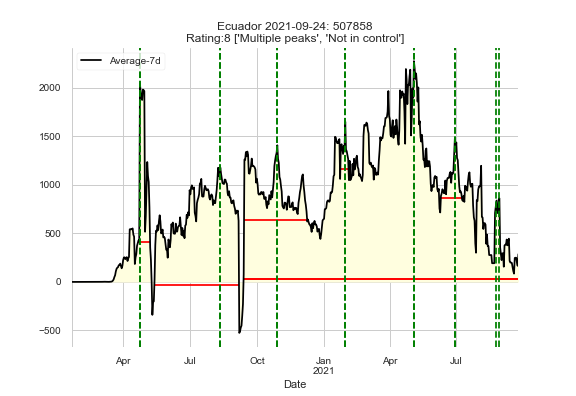 Ecuador 2021-09-24: 507858
Rating:8 ['Multiple peaks', 'Not in control']
Average-7d
2000
1500
1000
500
0
−500
Apr
Jul
Oct
Jan
2021
Apr
Jul
Date